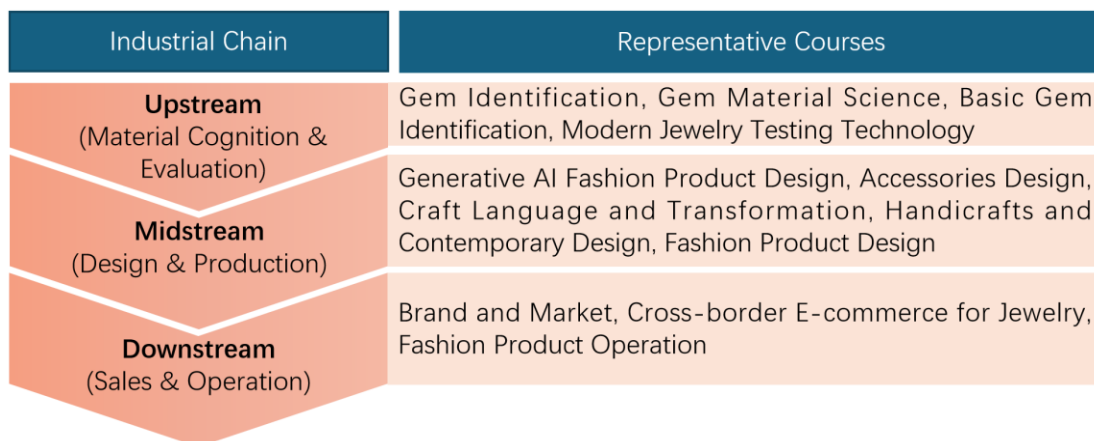 Industrial Chain
Representative Courses
Upstream
(Material Cognition &
Evaluation)
Gem Identification, Gem Material Science, Basic Gem
Identification, Modern Jewelry Testing Technology
Midstream
(Design & Production)
Generative AI Fashion Product Design, Accessories Design,
Craft Language and Transformation, Handicrafts and
Contemporary Design, Fashion Product Design
Downstream
(Sales & Operation)
Brand and Market, Cross-border E-commerce for Jewelry,
Fashion Product Operation